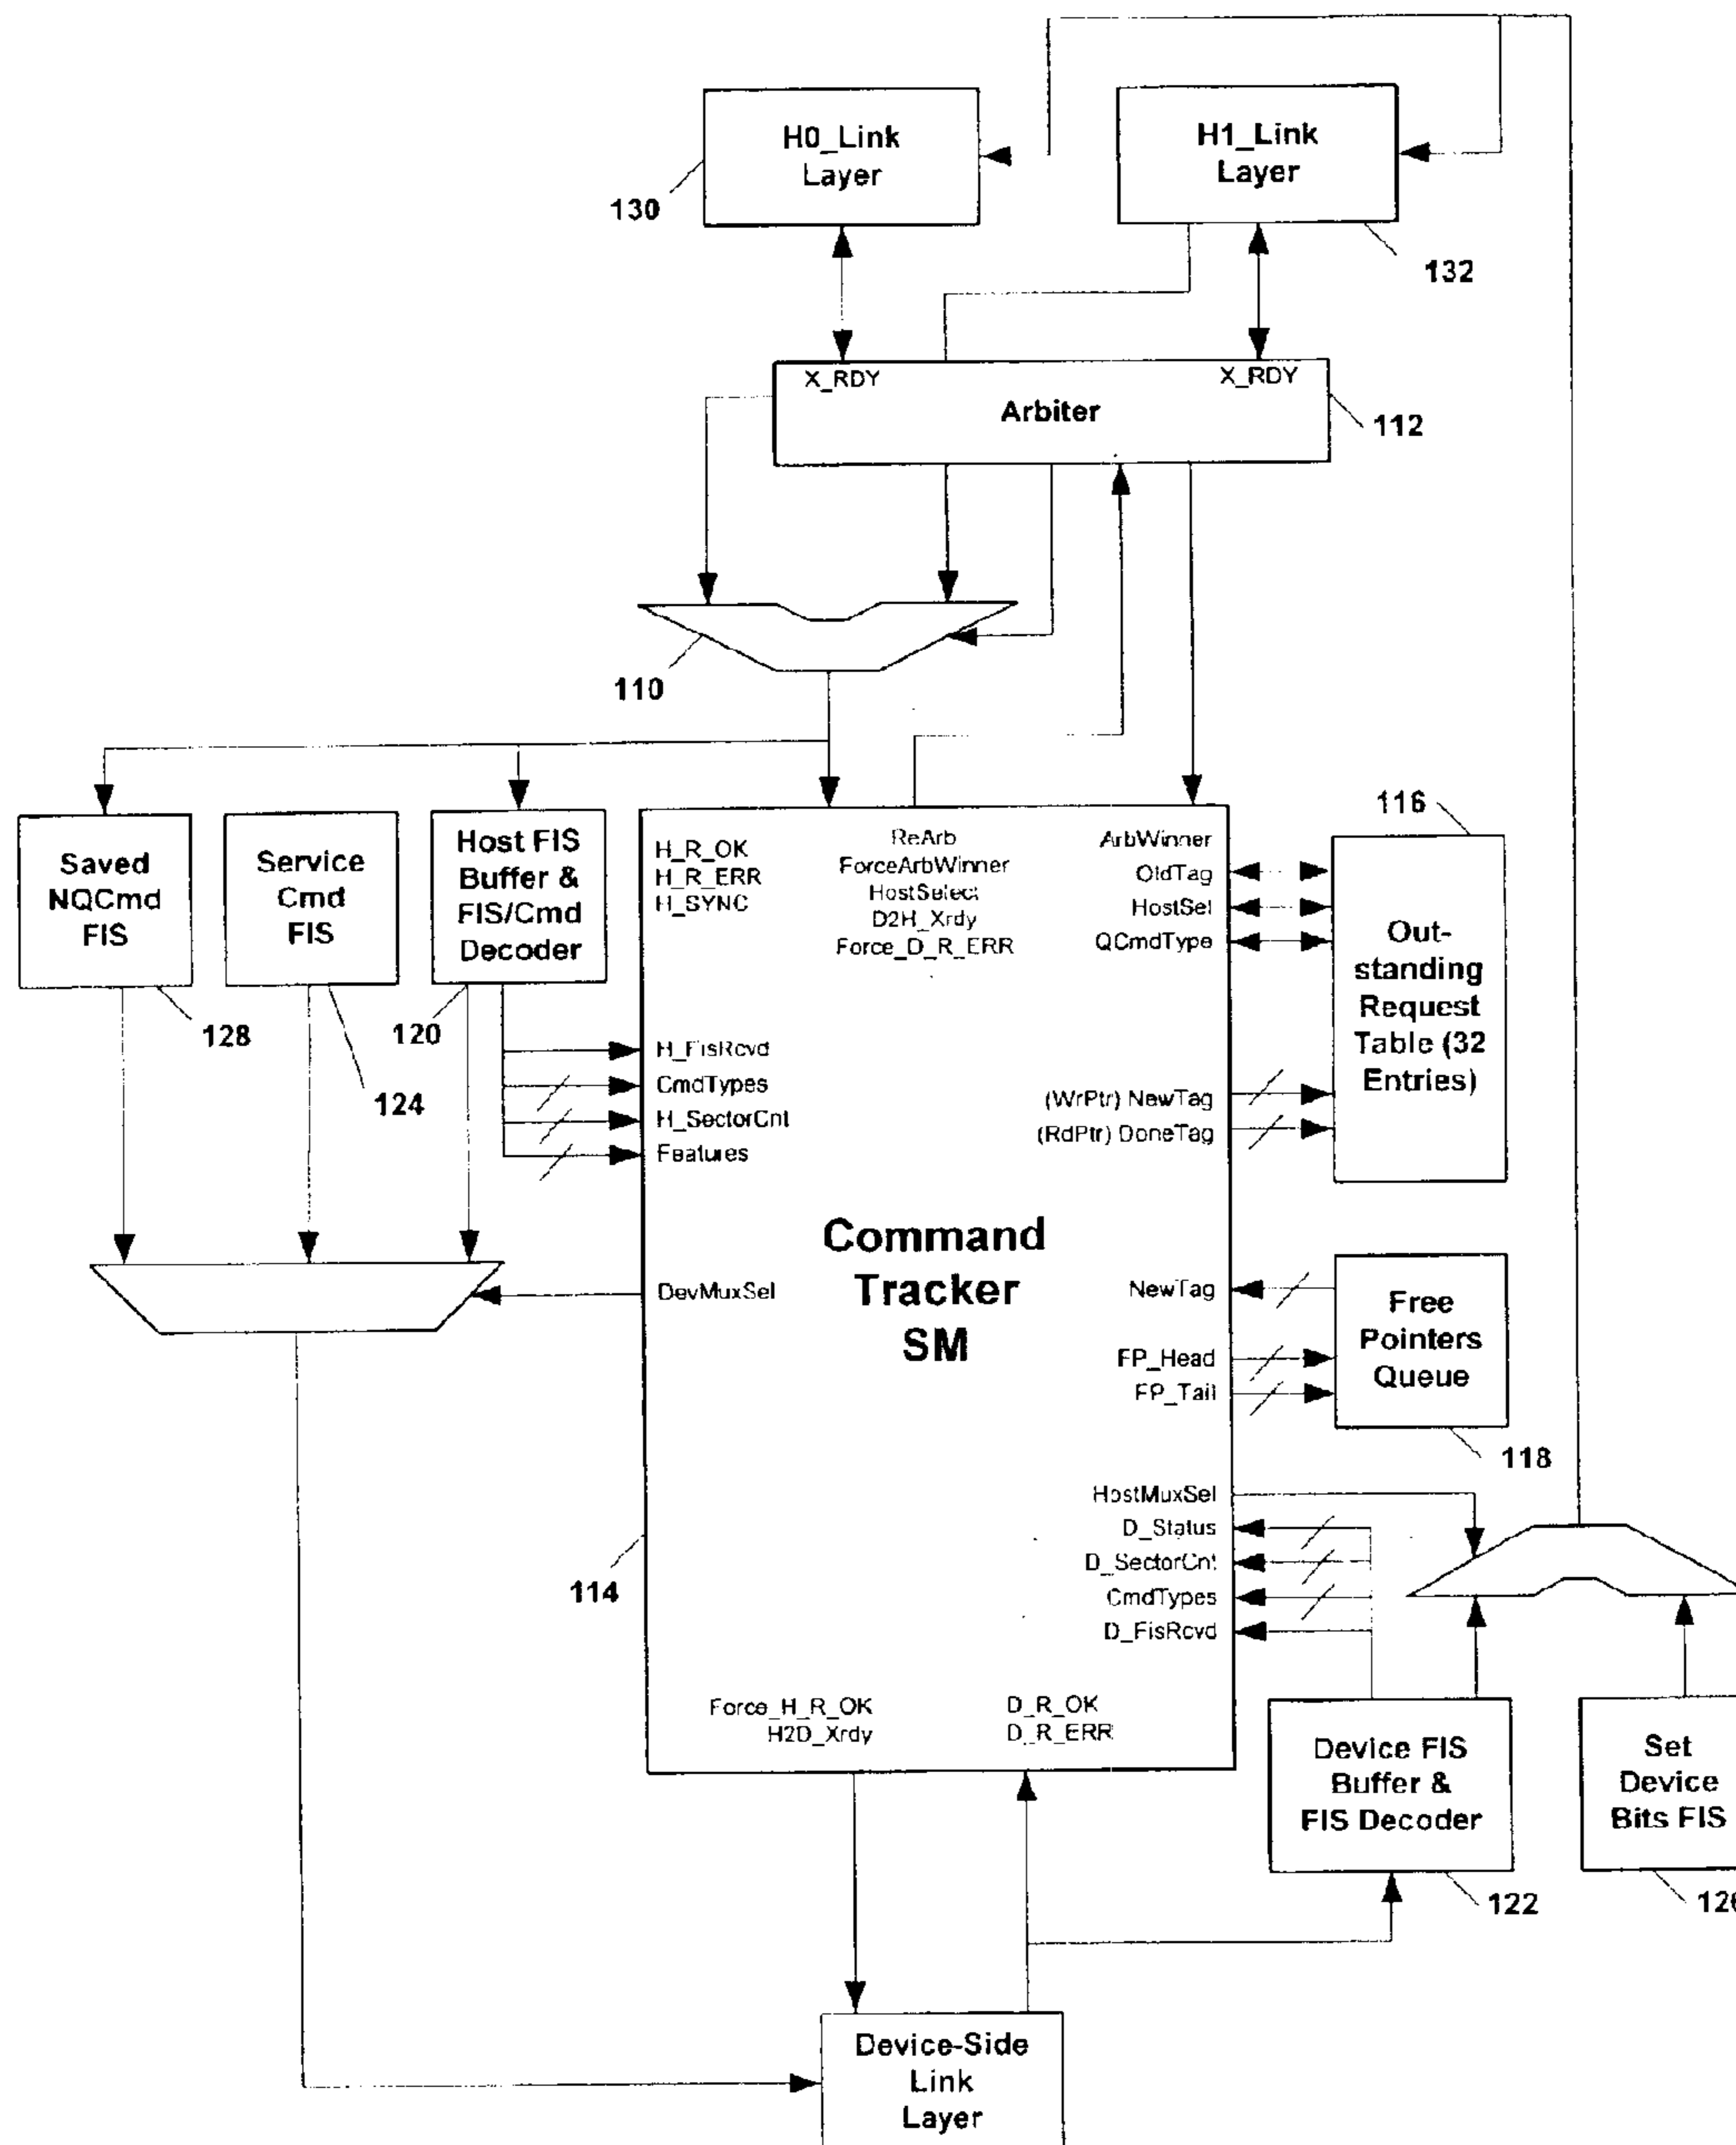 H0_Link
Layer
130
H1_Link
Layer
132
X_RDY
X_RDY
Arbiter
112
110
Saved
NQCmd
FIS
128
Service
Cmd
FIS
124
Host FIS
Buffer &
FIS/Cmd
Decoder
120
H_R_OK
H_R_ERR
H_SYNC
ReArb
ForceArbWinner
HostSelect
D2H_Xrdy
Force_D_R_ERR
ArbWinner
OldTag
HostSel
QCmdType
116
Out-
standing
Request
Table (32
Entries)
H_FisRcvd
CmdTypes
H_SectorCnt
Features
(WrPtr) NewTag
(RdPtr) DoneTag
Command
Tracker
SM
DevMuxSel
NewTag
FP_Head
FP_Tail
Free
Pointers
Queue
118
HostMuxSel
D_Status
D_SectorCnt
CmdTypes
D_FisRcvd
114
Force_H_R_OK
H2D_Xrdy
D_R_OK
D_R_ERR
Device FIS
Buffer &
FIS Decoder
122
Set
Device
Bits FIS
Device-Side
Link
Layer